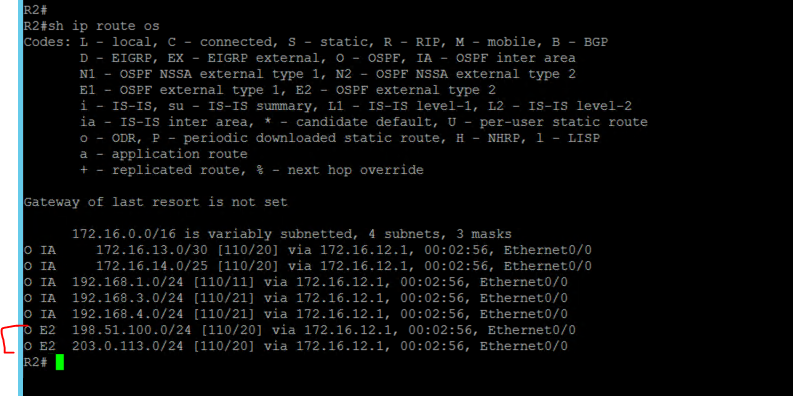 R2#
R2#sh ip route os
Codes: L - local, C - connected, S - static, R - RIP, M - mobile, B - BGP
D - EIGRP, EX - EIGRP external, O - OSPF, IA - OSPF inter area
N1 - OSPF NSSA external type 1, N2 - OSPF NSSA external type 2
E1 - OSPF external type 1, E2 - OSPF external type 2
i - IS-IS, su - IS-IS summary, L1 - IS-IS level-1, L2 - IS-IS level-2
ia - IS-IS inter area, * - candidate default, U - per-user static route
o - ODR, P - periodic downloaded static route, H - NHRP, l - LISP
a - application route
+ - replicated route, % - next hop override
Gateway of last resort is not set
172.16.0.0/16 is variably subnetted, 4 subnets, 3 masks
O IA 172.16.13.0/30 [110/20] via 172.16.12.1, 00:02:56, Ethernet0/0
O IA 172.16.14.0/25 [110/20] via 172.16.12.1, 00:02:56, Ethernet0/0
O IA 192.168.1.0/24 [110/11] via 172.16.12.1, 00:02:56, Ethernet0/0
O IA 192.168.3.0/24 [110/21] via 172.16.12.1, 00:02:56, Ethernet0/0
O IA 192.168.4.0/24 [110/21] via 172.16.12.1, 00:02:56, Ethernet0/0
O E2 198.51.100.0/24 [110/20] via 172.16.12.1, 00:02:56, Ethernet0/0
O E2 203.0.113.0/24 [110/20] via 172.16.12.1, 00:02:56, Ethernet0/0
R2#